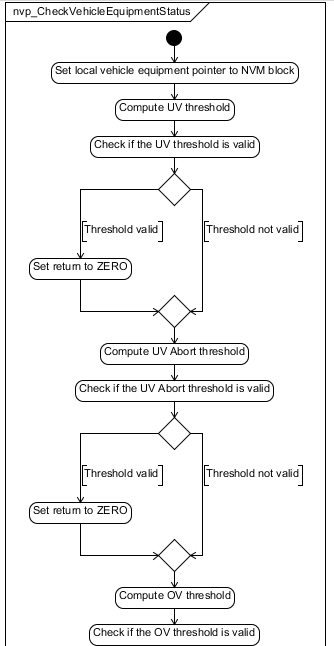 nvp_CheckVehicleEquipmentStatus
Set local vehicle equipment pointer to NVM block
Compute UV threshold
Check if the UV threshold is valid
[Threshold valid] [Threshold not valid]
Set return to ZERO
Compute UV Abort threshold
Check if the UV Abort threshold is valid
[Threshold valid] [Threshold not valid]
Set return to ZERO
Compute OV threshold
Check if the OV threshold is valid